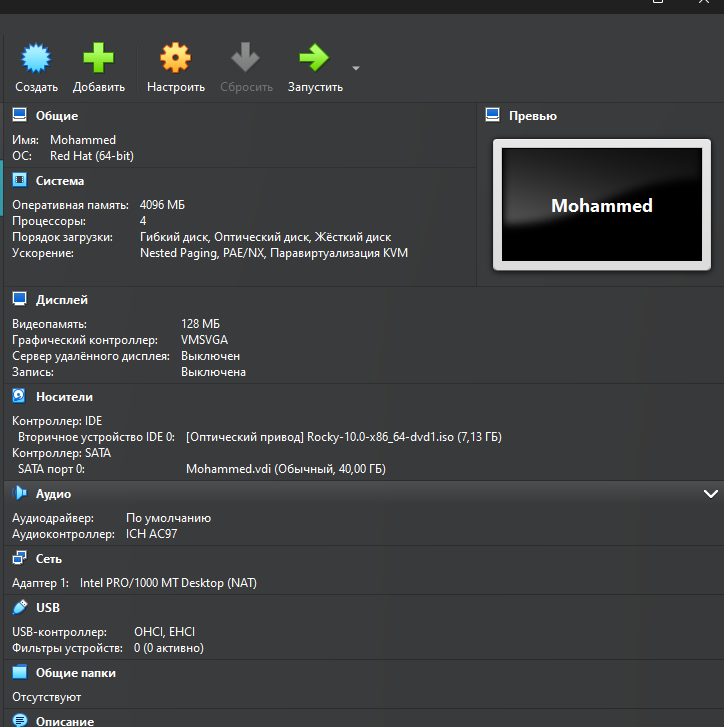 Создать Добавить Настроить Сбросить Запустить
Общие
Имя: Mohammed
ОС: Red Hat (64-bit)
Превью
Mohammed
Система
Оперативная память: 4096 МБ
Процессоры: 4
Порядок загрузки: Гибкий диск, Оптический диск, Жёсткий диск
Ускорение: Nested Paging, PAE/NX, Паравиртуализация KVM
Дисплей
Видеопамять: 128 МБ
Графический контроллер: VMSVGA
Сервер удалённого дисплея: Выключен
Запись: Выключена
Носители
Контроллер: IDE
Вторичное устройство IDE 0: [Оптический привод] Rocky-10.0-x86_64-dvd1.iso (7,13 ГБ)
Контроллер: SATA
SATA порт 0: Mohammed.vdi (Обычный, 40,00 ГБ)
Аудио
Аудиодрайвер: По умолчанию
Аудиоконтроллер: ICH AC97
Сеть
Адаптер 1: Intel PRO/1000 MT Desktop (NAT)
USB
USB-контроллер: OHCI, EHCI
Фильтры устройств: 0 (0 активно)
Общие папки
Отсутствуют
Описание